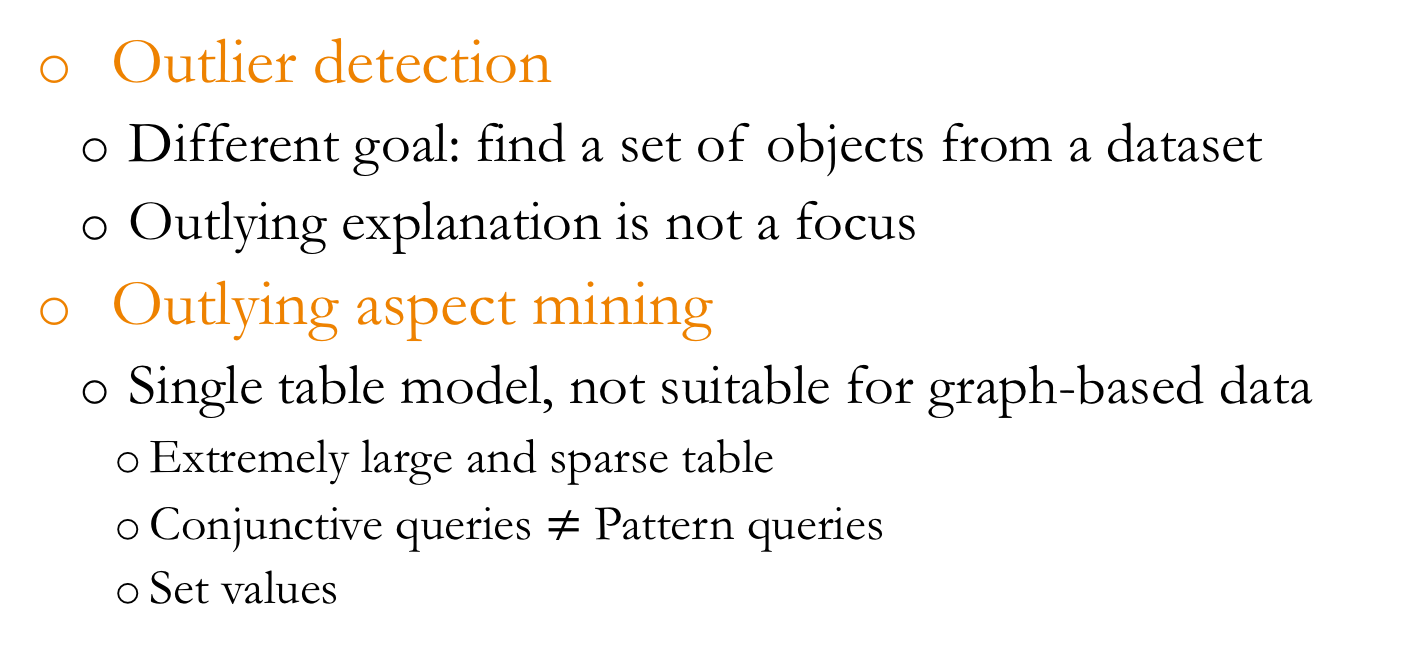 ○ Outlier detection
○ Different goal: find a set of objects from a dataset
○ Outlying explanation is not a focus
○ Outlying aspect mining
○ Single table model, not suitable for graph-based data
○ Extremely large and sparse table
○ Conjunctive queries ≠ Pattern queries
○ Set values